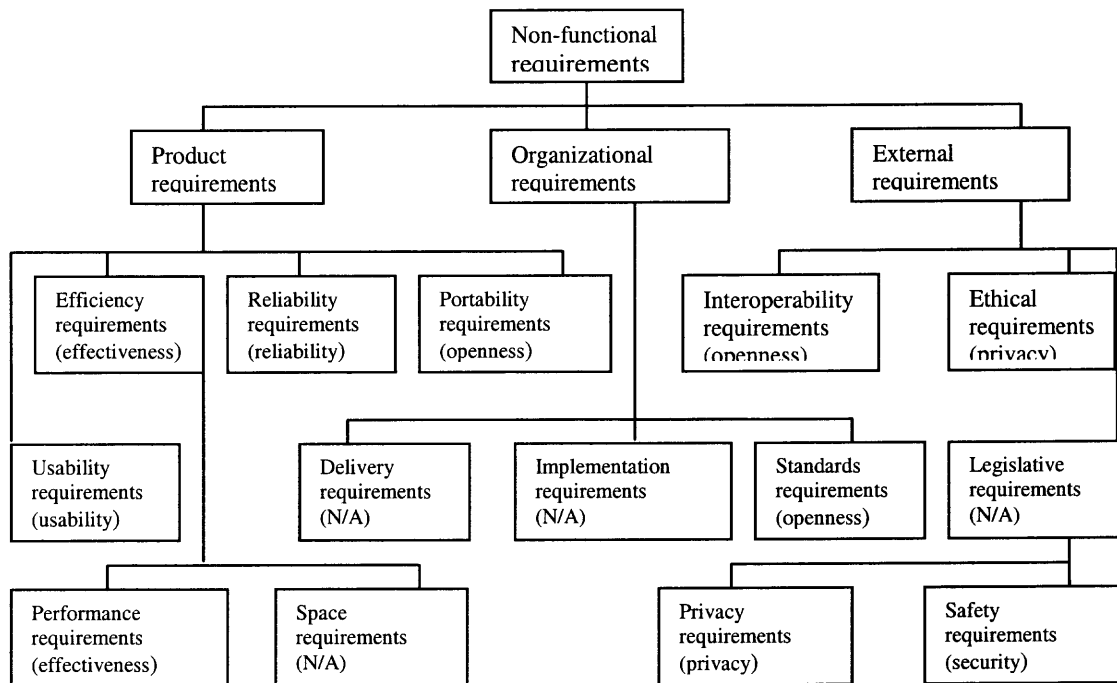 Non-functional
requirements
Product
requirements
Organizational
requirements
External
requirements
Efficiency
requirements
(effectiveness)
Reliability
requirements
(reliability)
Portability
requirements
(openness)
Interoperability
requirements
(openness)
Ethical
requirements
(privacy)
Usability
requirements
(usability)
Delivery
requirements
(N/A)
Implementation
requirements
(N/A)
Standards
requirements
(openness)
Legislative
requirements
(N/A)
Performance
requirements
(effectiveness)
Space
requirements
(N/A)
Privacy
requirements
(privacy)
Safety
requirements
(security)